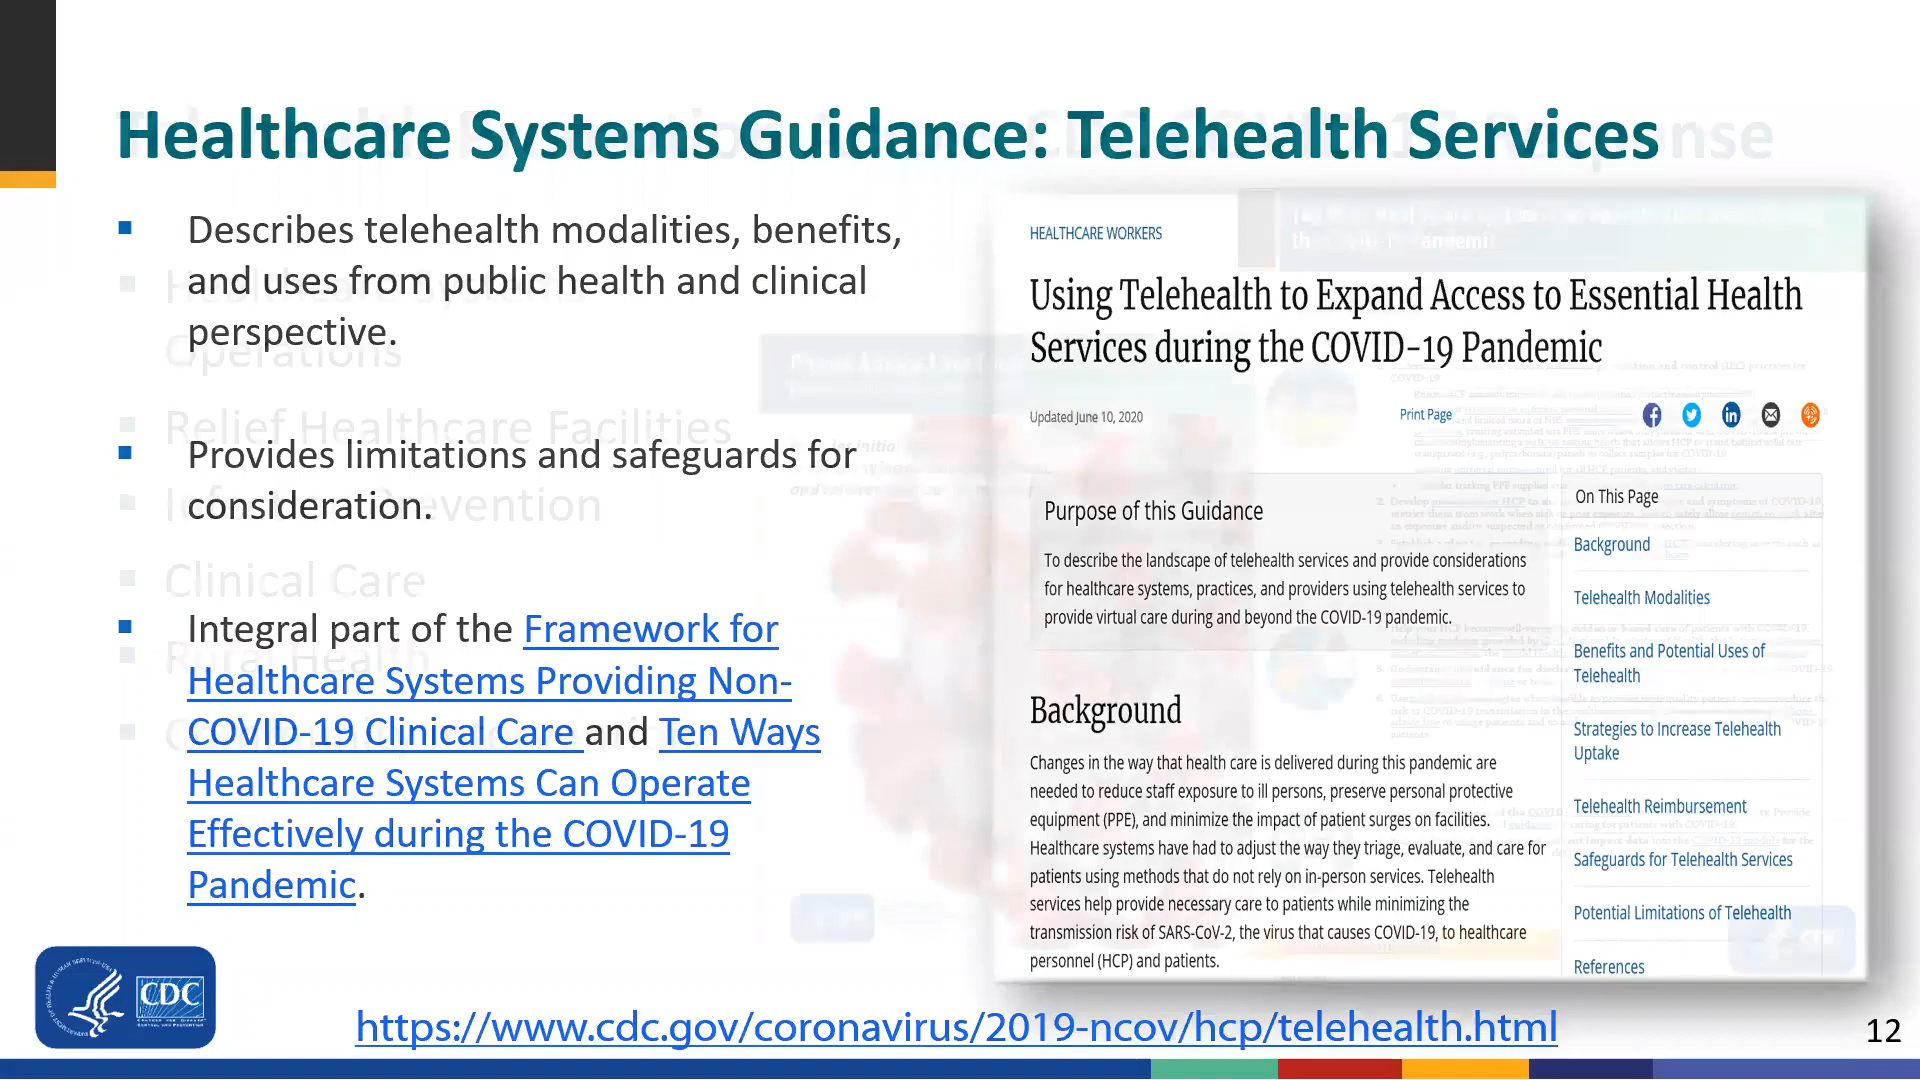 Healthcare Systems Guidance: Telehealth Services
Describes telehealth modalities, benefits,
and uses from public health and clinical
perspective.
Provides limitations and safeguards for
consideration.
Integral part of the Framework for
Healthcare Systems Providing Non-
COVID-19 Clinical Care and Ten Ways
Healthcare Systems Can Operate
Effectively during the COVID-19
Pandemic.
Operations
Relief Healthcare Facilities
Clinical Care
Rural Health
HEALTHCARE WORKERS
Using Telehealth to Expand Access to Essential Health
Services during the COVID-19 Pandemic
Updated June 10, 2020
Print Page
Purpose of this Guidance
To describe the landscape of telehealth services and provide considerations
for healthcare systems, practices, and providers using telehealth services to
provide virtual care during and beyond the COVID-19 pandemic.
Background
Changes in the way that health care is delivered during this pandemic are
needed to reduce staff exposure to ill persons, preserve personal protective
equipment (PPE), and minimize the impact of patient surges on facilities.
Healthcare systems have had to adjust the way they triage, evaluate, and care for
patients using methods that do not rely on in-person services. Telehealth
services help provide necessary care to patients while minimizing the
transmission risk of SARS-CoV-2, the virus that causes COVID-19, to healthcare
personnel (HCP) and patients.
On This Page
Background
Telehealth Modalities
Benefits and Potential Uses of
Telehealth
Strategies to Increase Telehealth
Uptake
Telehealth Reimbursement
Safeguards for Telehealth Services
Potential Limitations of Telehealth
References
CDC
https://www.cdc.gov/coronavirus/2019-ncov/hcp/telehealth.html
12